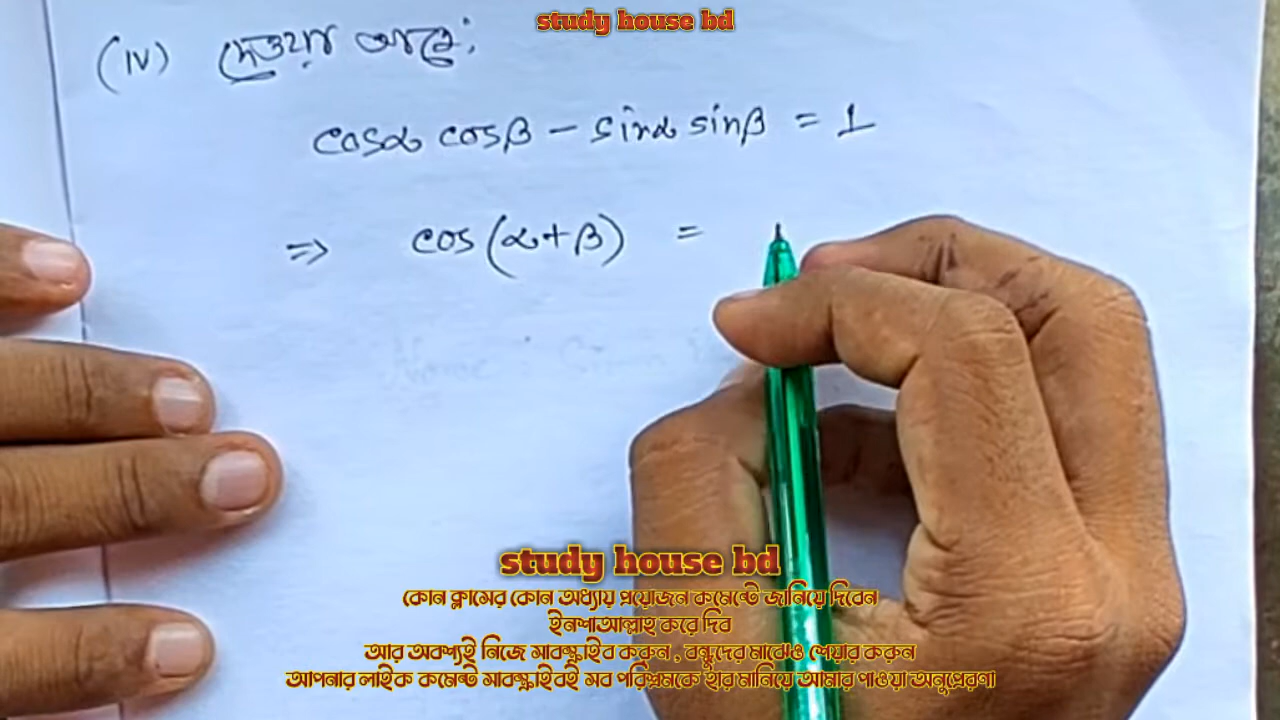 study house bd
(iv) দেওয়া আছে;
cosα cosβ − sinα sinβ = 1
⇒ cos(α+β) = 1
study house bd
কোন ক্লাসের কোন অধ্যায় প্রয়োজন কমেন্টে জানিয়ে দিবেন
ইনশাআল্লাহ করে দিব
আর অবশ্যই নিজে সাবস্ক্রাইব করুন , বন্ধুদের মাঝেও শেয়ার করুন
আপনার লাইক কমেন্ট সাবস্ক্রাইবই সব পরিশ্রমকে হার মানিয়ে আমার পাওয়া অনুপ্রেরণা